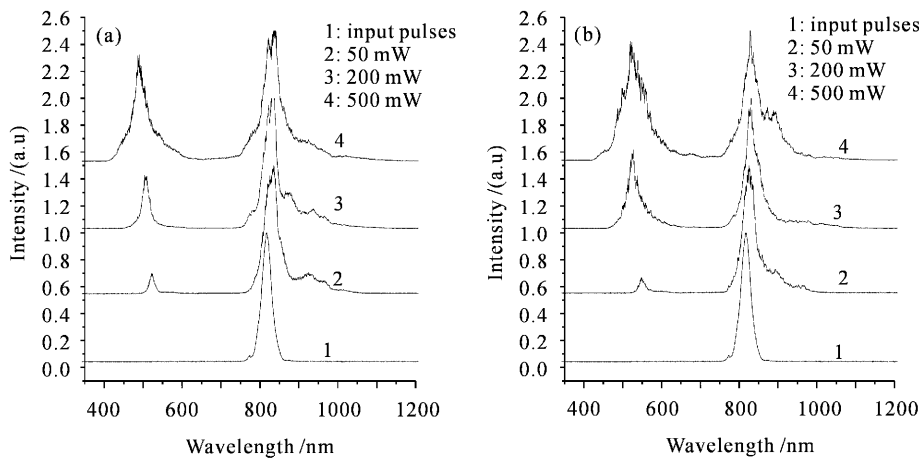 (a)
1: input pulses
2: 50 mW
3: 200 mW
4: 500 mW
2.6
2.4
2.2
2.0
1.8
1.6
1.4
1.2
1.0
0.8
0.6
0.4
0.2
0.0
Intensity /(a.u)
4
3
2
1
400 600 800 1000 1200
Wavelength /nm
(b)
1: input pulses
2: 50 mW
3: 200 mW
4: 500 mW
2.6
2.4
2.2
2.0
1.8
1.6
1.4
1.2
1.0
0.8
0.6
0.4
0.2
0.0
Intensity /(a.u)
4
3
2
1
400 600 800 1000 1200
Wavelength /nm